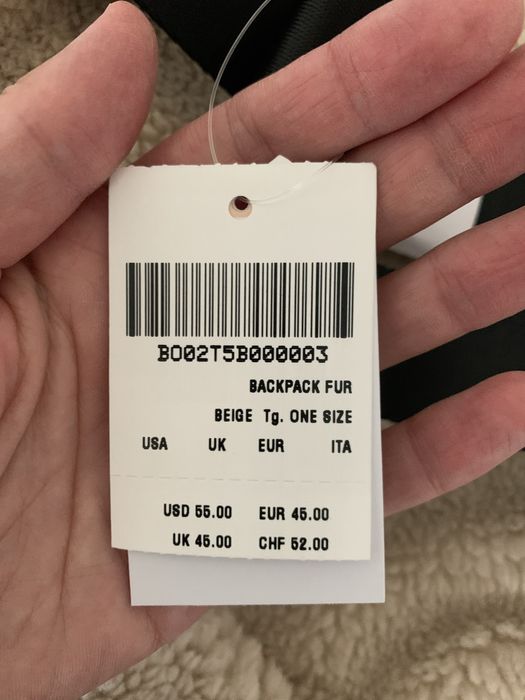 BO02T5B000003
BACKPACK FUR
BEIGE Tg. ONE SIZE
USA UK EUR ITA
USD 55.00 EUR 45.00
UK 45.00 CHF 52.00